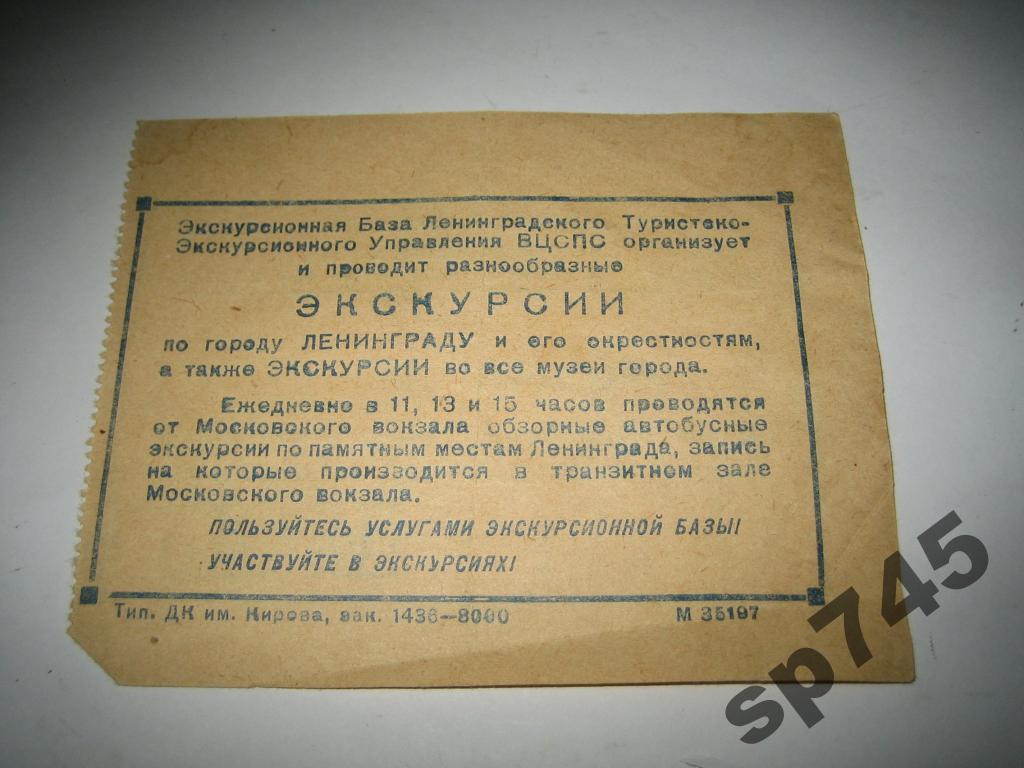 Экскурсионная База Ленинградского Туристско-
Экскурсионного Управления ВЦСПС организует
и проводит разнообразные
ЭКСКУРСИИ
по городу ЛЕНИНГРАДУ и его окрестностям,
а также ЭКСКУРСИИ во все музеи города.
Ежедневно в 11, 13 и 15 часов проводятся
от Московского вокзала обзорные автобусные
экскурсии по памятным местам Ленинграда, запись
на которые производится в транзитном зале
Московского вокзала.
ПОЛЬЗУЙТЕСЬ УСЛУГАМИ ЭКСКУРСИОННОЙ БАЗЫ!
УЧАСТВУЙТЕ В ЭКСКУРСИЯХ!
Тип. ДК им. Кирова, зак. 1436—8000 М 35197
sp745